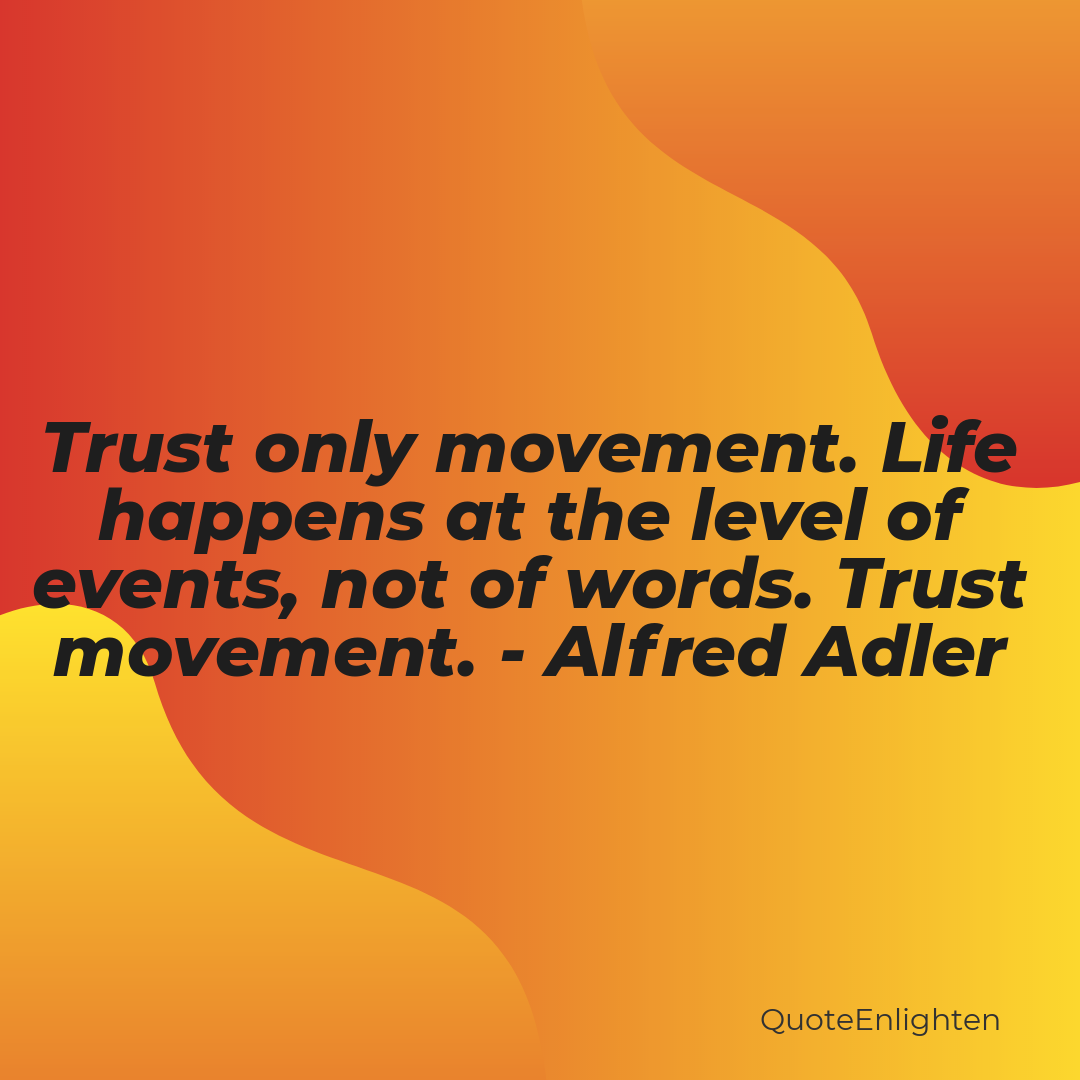 Trust only movement. Life
happens at the level of
events, not of words. Trust
movement. - Alfred Adler
QuoteEnlighten